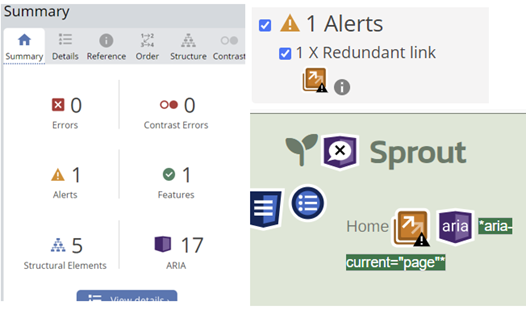 Summary
Summary
Details
Reference
Order
Structure
Contrast
0
Errors
0
Contrast Errors
1
Alerts
1
Features
5
Structural Elements
17
ARIA
View details ›
1 Alerts
1 X Redundant link
Sprout
Home aria *aria-
current="page"*